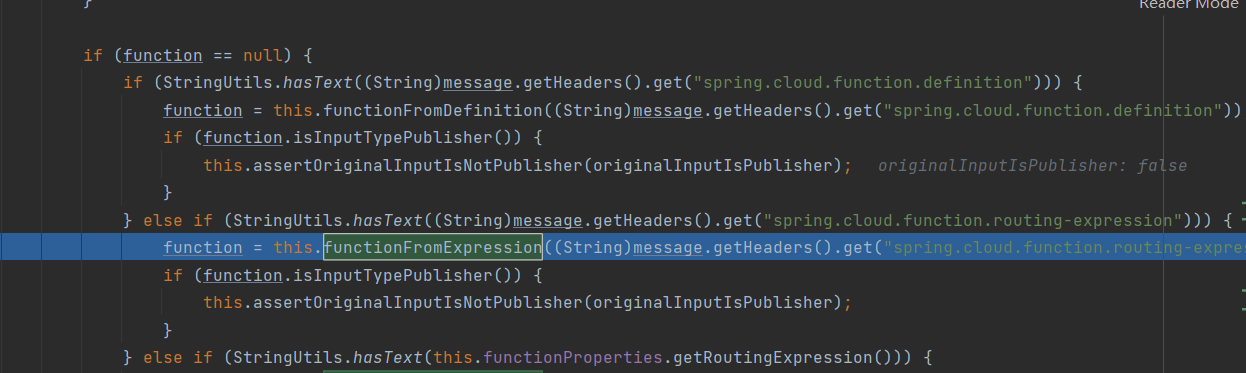 Reader Mode
}
if (function == null) {
if (StringUtils.hasText((String)message.getHeaders().get("spring.cloud.function.definition"))) {
function = this.functionFromDefinition((String)message.getHeaders().get("spring.cloud.function.definition"))
if (function.isInputTypePublisher()) {
this.assertOriginalInputIsNotPublisher(originalInputIsPublisher); originalInputIsPublisher: false
}
} else if (StringUtils.hasText((String)message.getHeaders().get("spring.cloud.function.routing-expression"))) {
function = this.functionFromExpression((String)message.getHeaders().get("spring.cloud.function.routing-expres
if (function.isInputTypePublisher()) {
this.assertOriginalInputIsNotPublisher(originalInputIsPublisher);
}
} else if (StringUtils.hasText(this.functionProperties.getRoutingExpression())) {